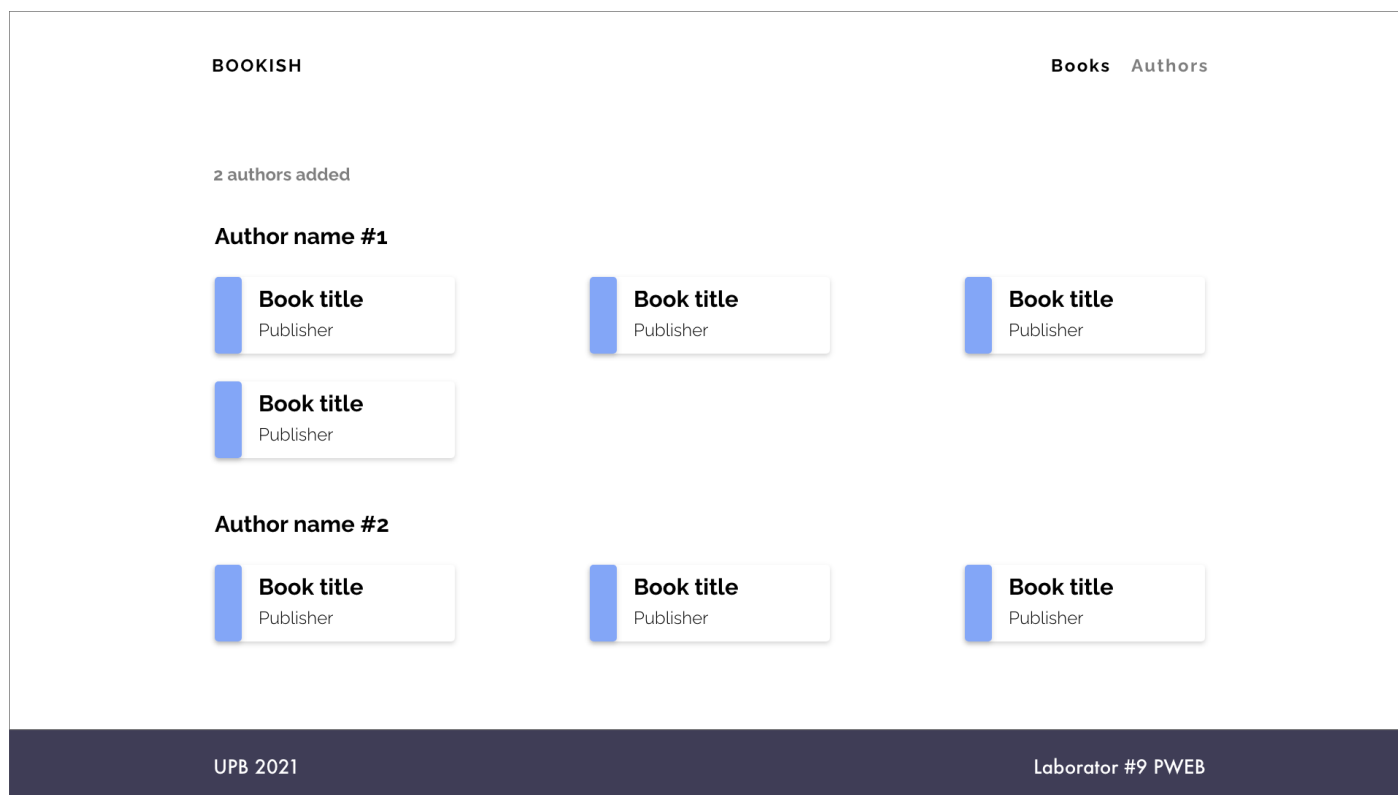 BOOKISH Books Authors
2 authors added
Author name #1
Book title Book title Book title
Publisher Publisher Publisher
Book title
Publisher
Author name #2
Book title Book title Book title
Publisher Publisher Publisher
UPB 2021 Laborator #9 PWEB